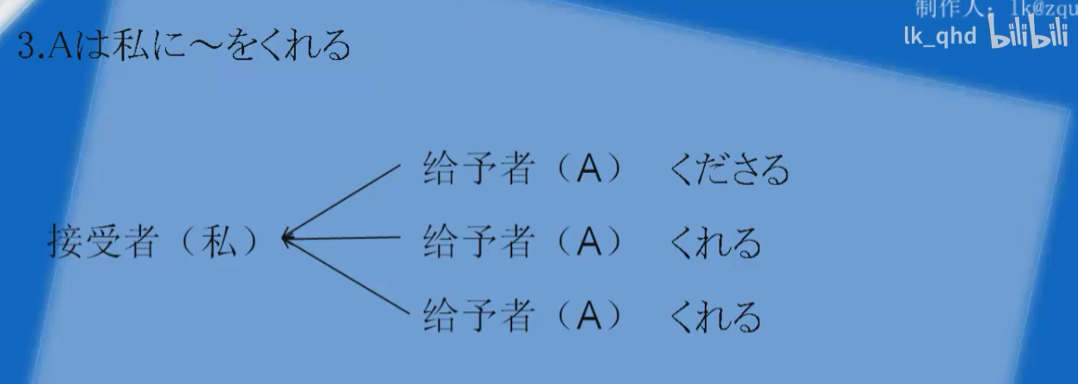 制作人：lk@zqu
lk_qhd bilibili
3.Aは私に～をくれる
给予者（A） くださる
接受者（私） 给予者（A） くれる
给予者（A） くれる